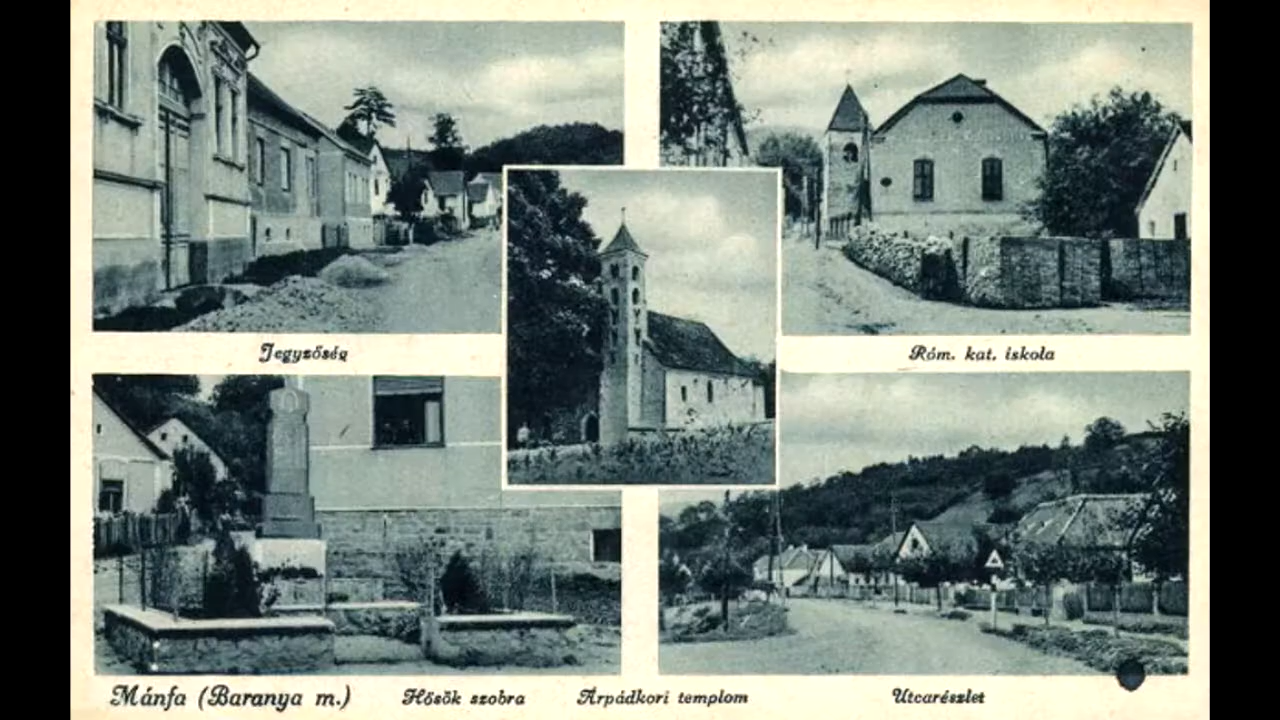 Jegyzőség
Róm. kat. iskola
Mánfa (Baranya m.) Hősök szobra Árpádkori templom Utcarészlet